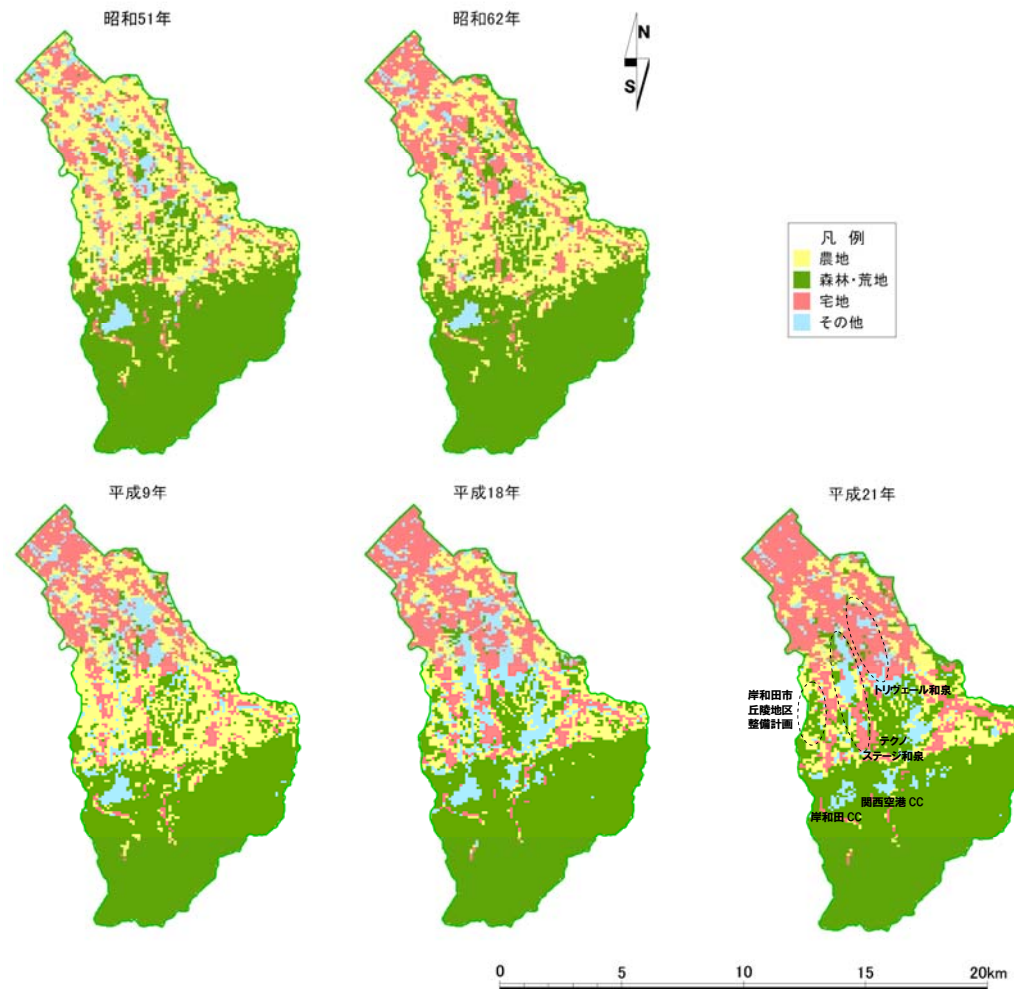 昭和51年
昭和62年
N
S
凡 例
農地
森林・荒地
宅地
その他
平成9年
平成18年
平成21年
トリヴェール和泉
岸和田市
丘陵地区
整備計画
テクノ
ステージ和泉
関西空港 CC
岸和田 CC
0 5 10 15 20km